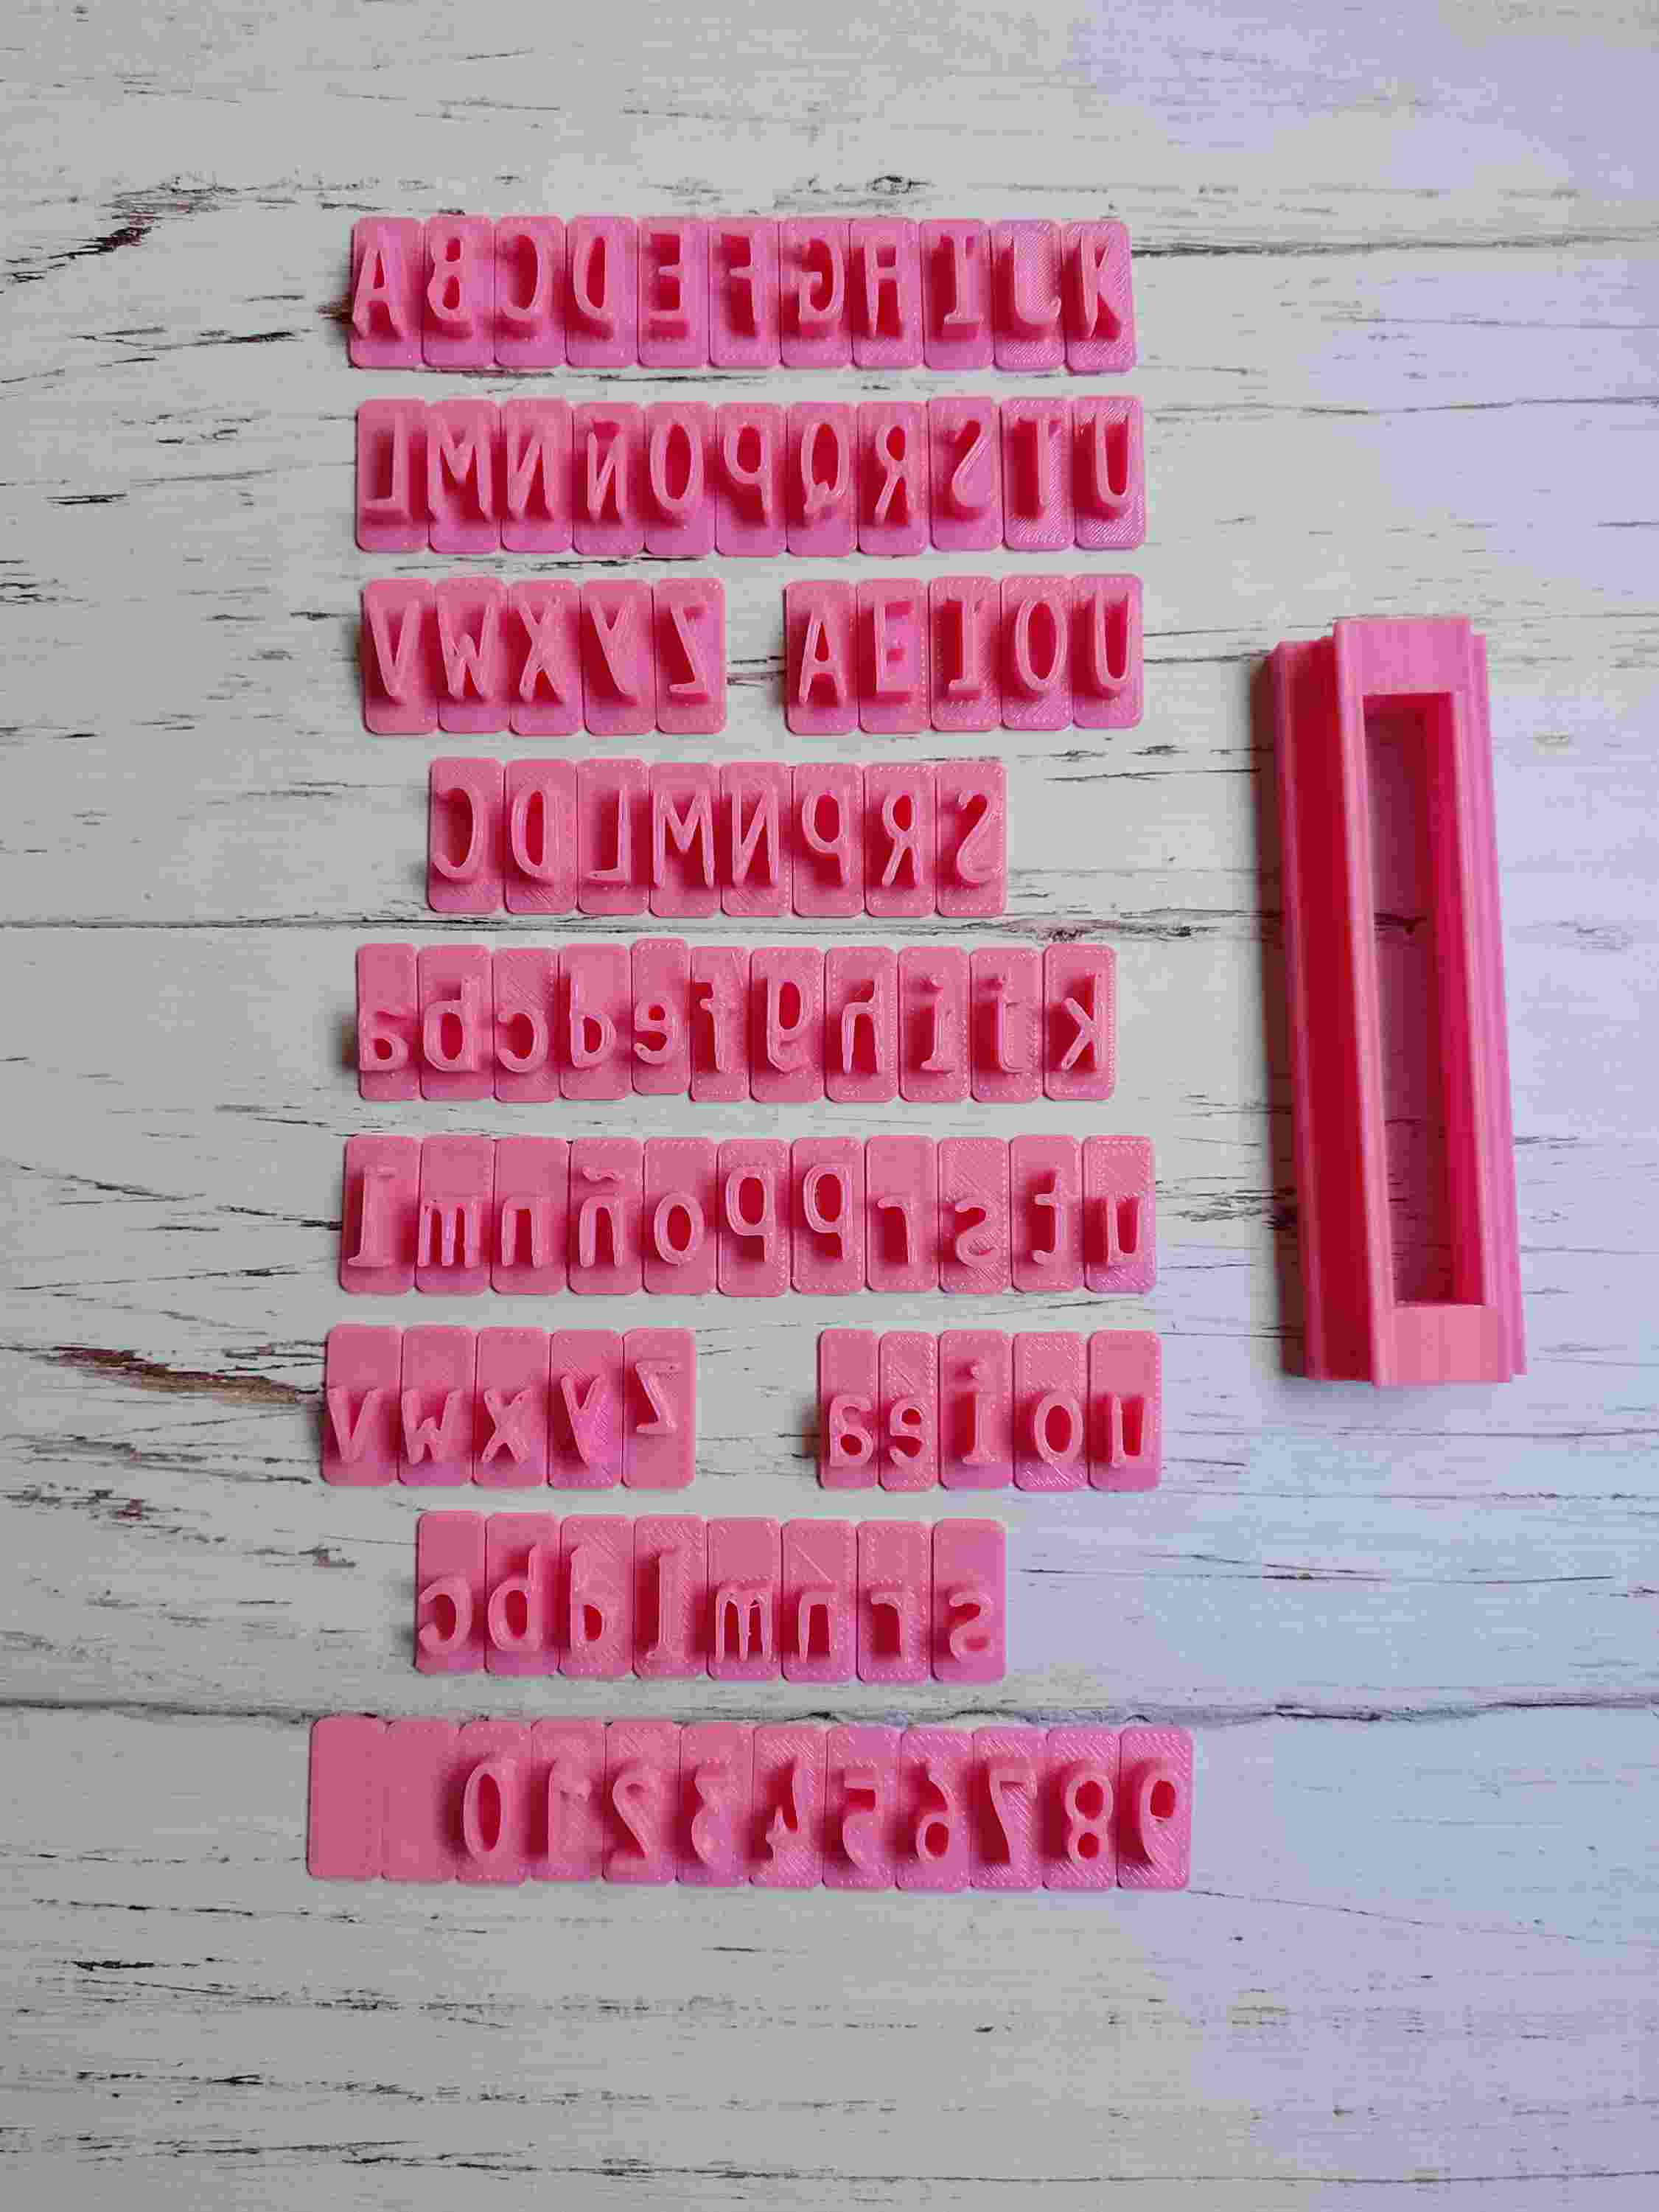 A B C D E F G H I J K
L M N Ñ O P Q R S T U
V W X Y Z A E I O U
C D L M N P R S
a b c d e f g h i j k
l m n ñ o p q r s t u
v w x y z a e i o u
c b d l m n r s
0 1 2 3 4 5 6 7 8 9